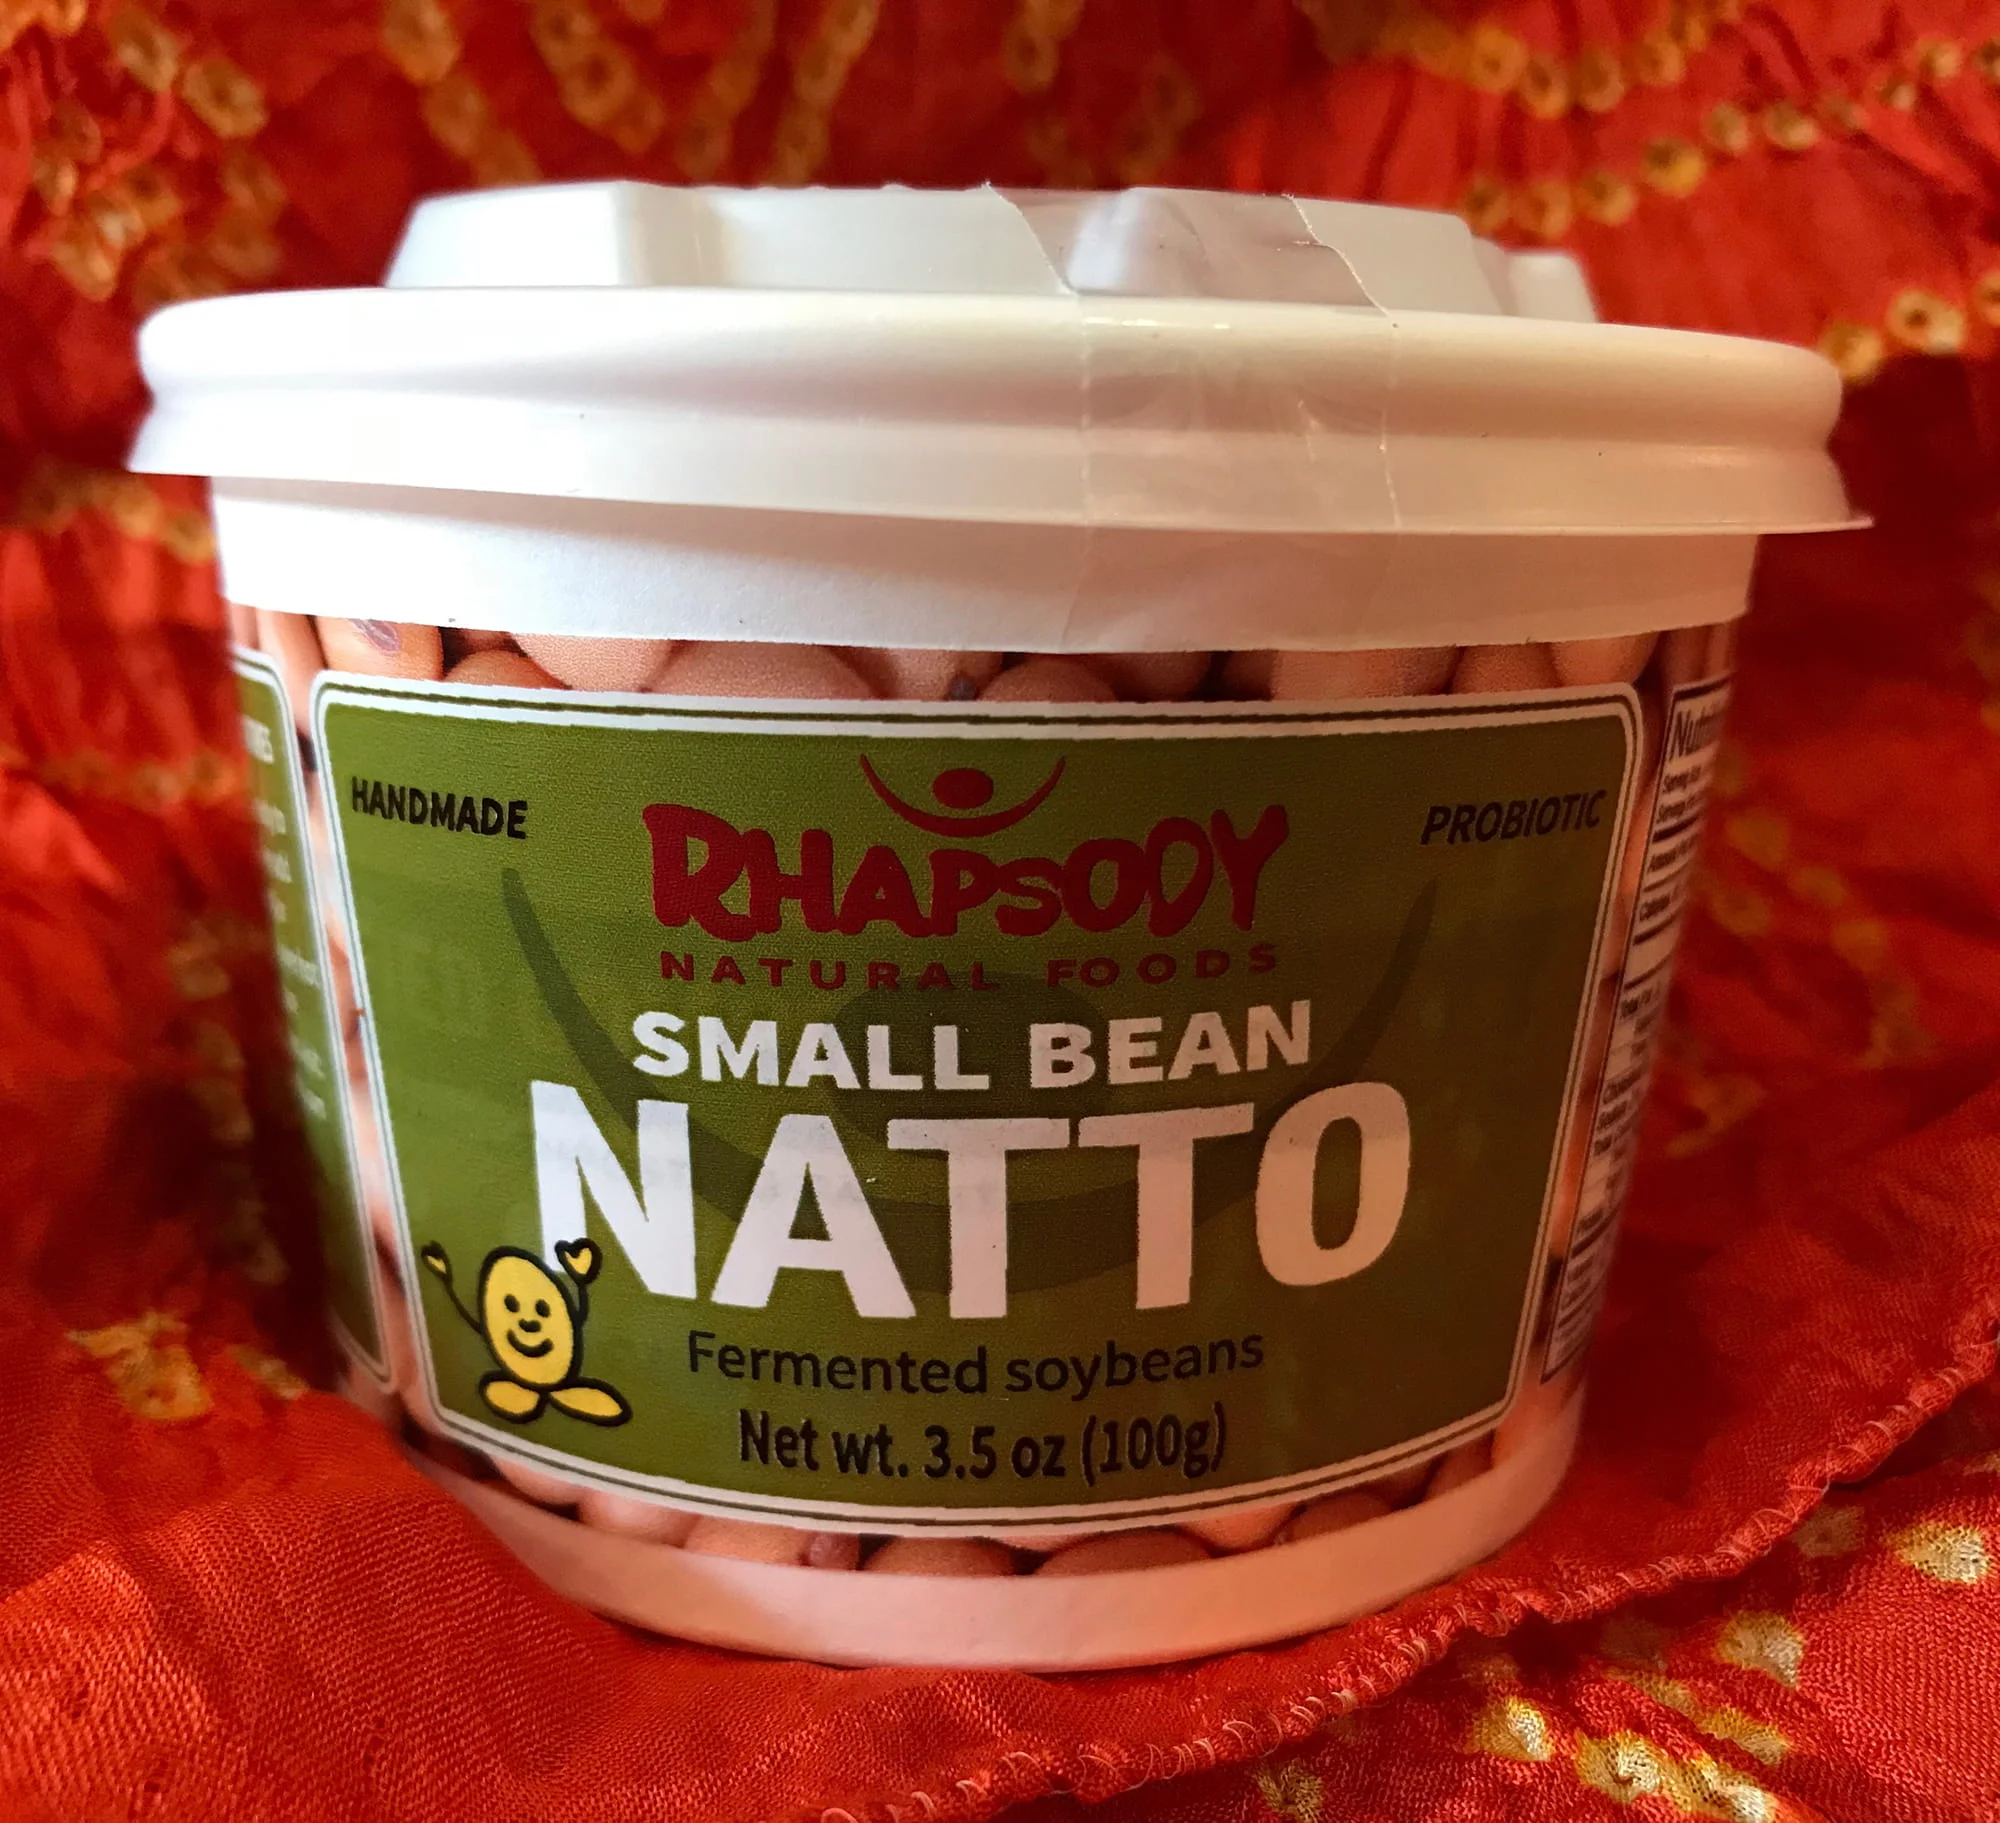 HANDMADE
PROBIOTIC
RHAPSODY
NATURAL FOODS
SMALL BEAN
NATTO
Fermented soybeans
Net wt. 3.5 oz (100g)